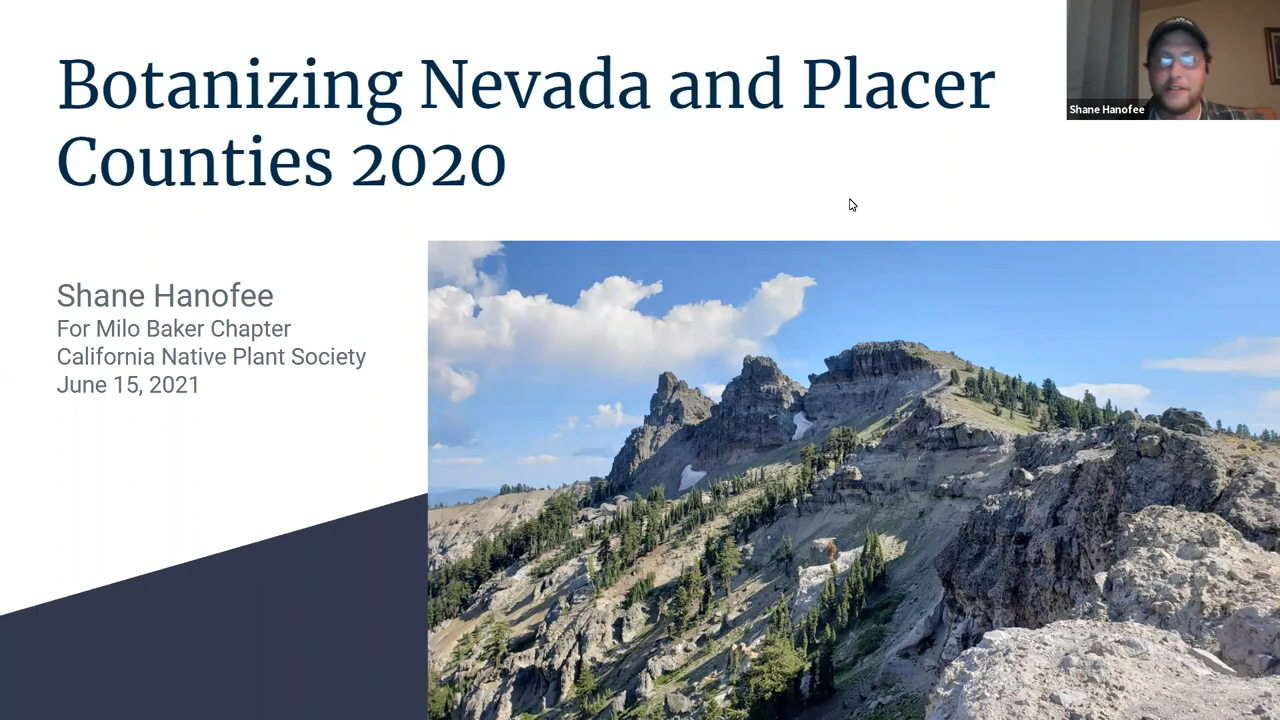 Botanizing Nevada and Placer
Counties 2020
Shane Hanofee
Shane Hanofee
For Milo Baker Chapter
California Native Plant Society
June 15, 2021